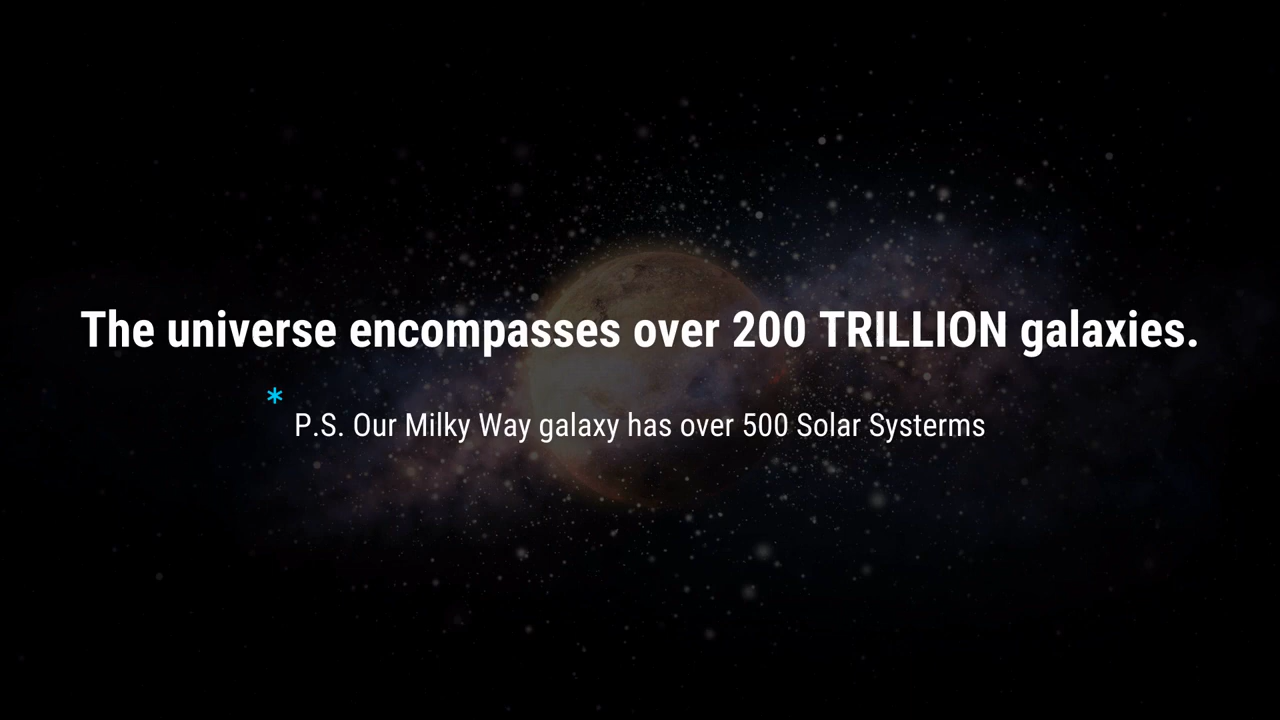 The universe encompasses over 200 TRILLION galaxies.
* P.S. Our Milky Way galaxy has over 500 Solar Systerms